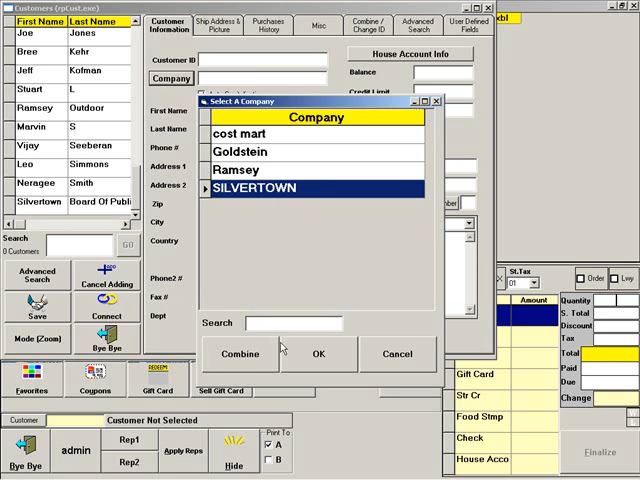 Customers (rpCust.exe)
First Name Last Name
Joe Jones
Bree Kehr
Jeff Kofman
Stuart L
Ramsey Outdoor
Marvin S
Vijay Seeberan
Leo Simmons
Neragee Smith
Silvertown Board Of Publi
Search
0 Customers
GO
Advanced Search
Cancel Adding
Save
Connect
Mode (Zoom)
Bye Bye
Customer Information
Ship Address & Picture
Purchases History
Misc
Combine / Change ID
Advanced Search
User Defined Fields
Customer ID
Company
House Account Info
Balance
Credit Limit
First Name
Last Name
Phone #
Address 1
Address 2
Zip
City
Country
Phone2 #
Fax #
Dept
Select A Company
Company
cost mart
Goldstein
Ramsey
SILVERTOWN
Search
Combine
OK
Cancel
St.Tax
01
Order
Lwy
Amount
Gift Card
Str Cr
Food Stmp
Check
House Acco
Quantity
S. Total
Discount
Tax
Total
Paid
Due
Change
W
L
Finalize
Favorites
Coupons
REDEEM
Gift Card
Sell Gift Card
Customer
Customer Not Selected
Bye Bye
admin
Rep1
Rep2
Apply Reps
Hide
Print To
A
B